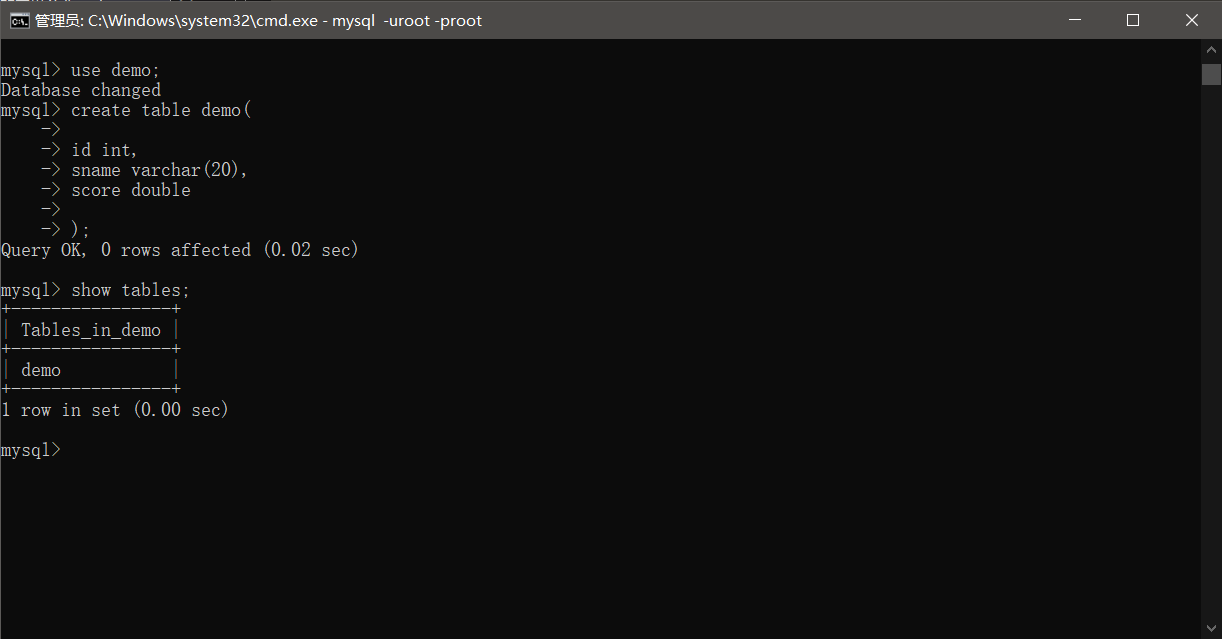 管理员: C:\Windows\system32\cmd.exe - mysql  -uroot -proot
mysql> use demo;
Database changed
mysql> create table demo(
    ->
    -> id int,
    -> sname varchar(20),
    -> score double
    ->
    -> );
Query OK, 0 rows affected (0.02 sec)
mysql> show tables;
+----------------+
| Tables_in_demo |
+----------------+
| demo           |
+----------------+
1 row in set (0.00 sec)
mysql>